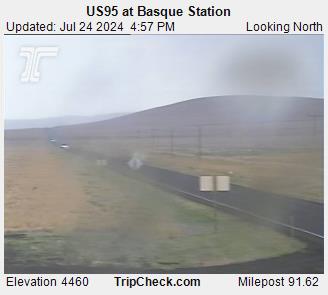 US95 at Basque Station
Updated: Jul 24 2024 4:57 PM Looking North
Elevation 4460 TripCheck.com Milepost 91.62